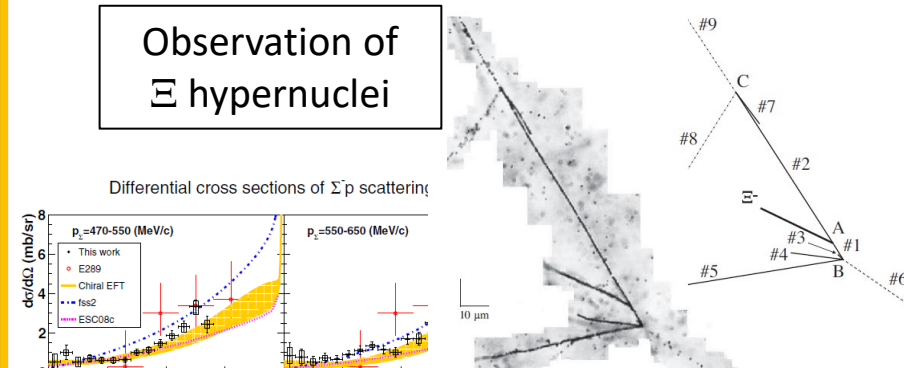 Observation of
Ξ hypernuclei
Differential cross sections of Σ⁻p scattering
dσ/dΩ (mb/sr)
8
6
4
2
p_Σ=470-550 (MeV/c)
This work
E289
Chiral EFT
fss2
ESC08c
p_Σ=550-650 (MeV/c)
10 μm
#9
C
#7
#8
#2
Ξ-
A
#3
#1
#4
B
#5
#6